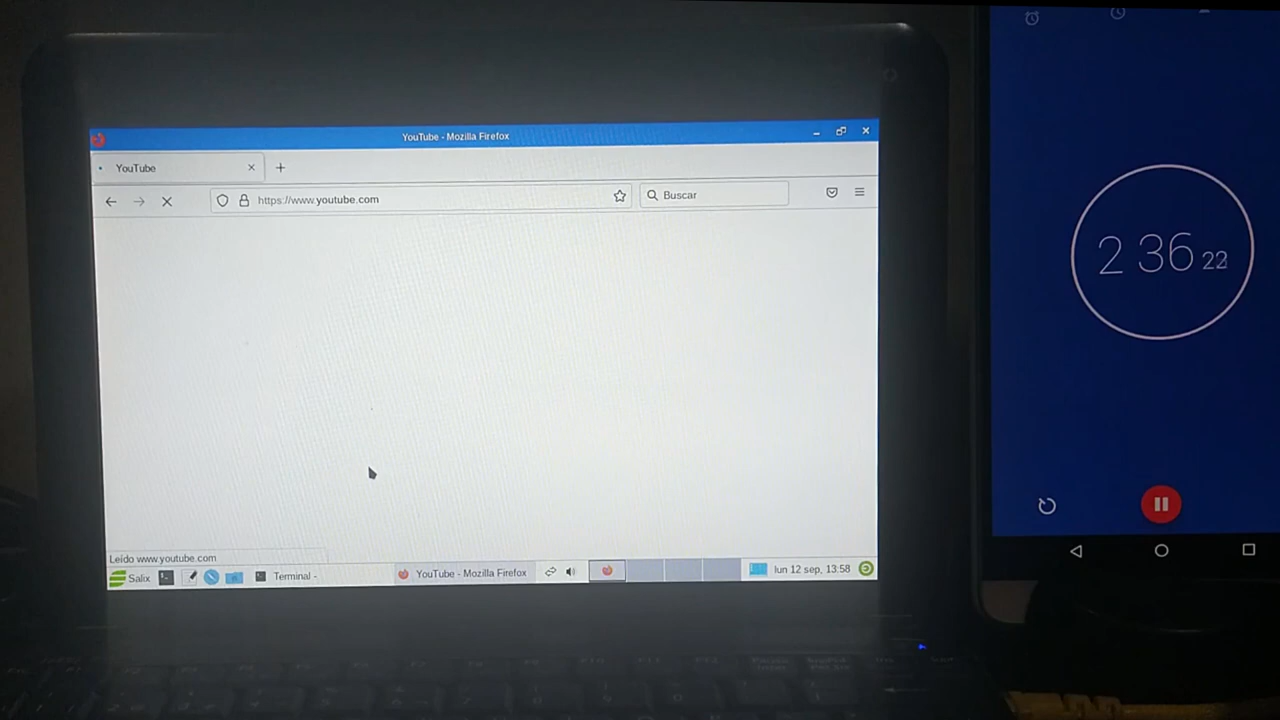 YouTube - Mozilla Firefox
YouTube
https://www.youtube.com
Buscar
2 36 22
Leído www.youtube.com
Salix
Terminal -
YouTube - Mozilla Firefox
lun 12 sep, 13:58